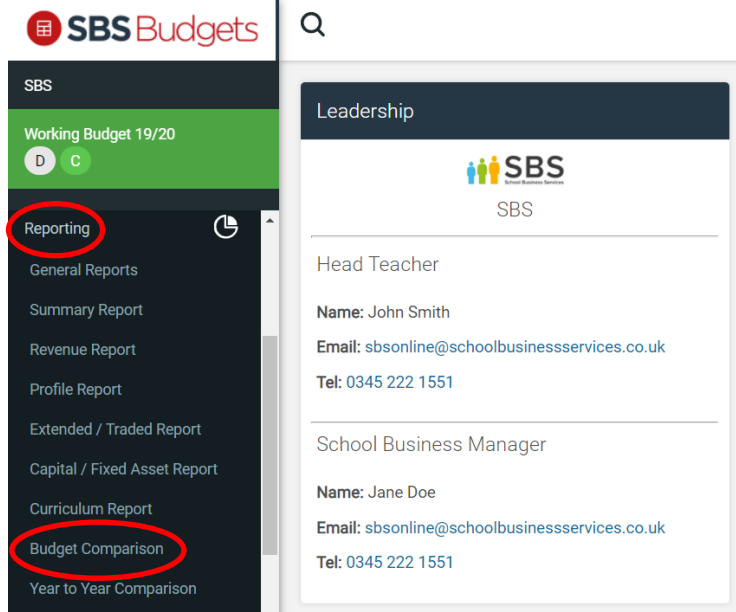 SBS Budgets
SBS
Working Budget 19/20
D C
Reporting
General Reports
Summary Report
Revenue Report
Profile Report
Extended / Traded Report
Capital / Fixed Asset Report
Curriculum Report
Budget Comparison
Year to Year Comparison
Leadership
SBS
School Business Services
SBS
Head Teacher
Name: John Smith
Email: sbsonline@schoolbusinessservices.co.uk
Tel: 0345 222 1551
School Business Manager
Name: Jane Doe
Email: sbsonline@schoolbusinessservices.co.uk
Tel: 0345 222 1551